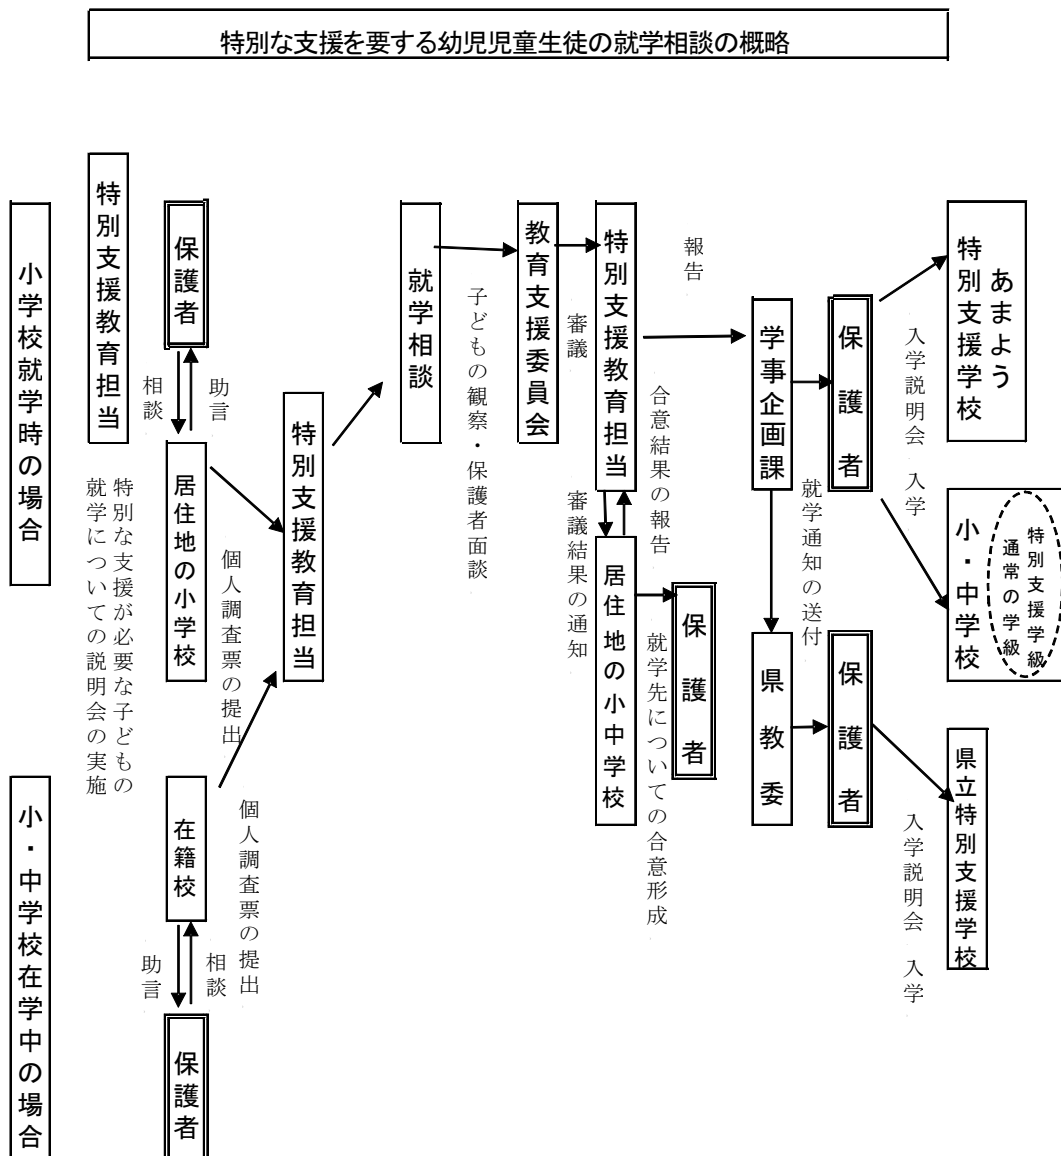 特別な支援を要する幼児児童生徒の就学相談の概略
小学校就学時の場合
特別支援教育担当
保護者
相談
助言
居住地の小学校
特別な支援が必要な子どもの
就学についての説明会の実施
個人調査票の提出
特別支援教育担当
小・中学校在学中の場合
在籍校
個人調査票の提出
助言
相談
保護者
就学相談
子どもの観察・保護者面談
教育支援委員会
審議
特別支援教育担当
審議結果の通知
合意結果の報告
居住地の小中学校
就学先についての合意形成
保護者
報告
学事企画課
就学通知の送付
保護者
県教委
保護者
入学説明会 入学
あまよう
特別支援学校
小・中学校
特別支援学級
通常の学級
入学説明会 入学
県立特別支援学校